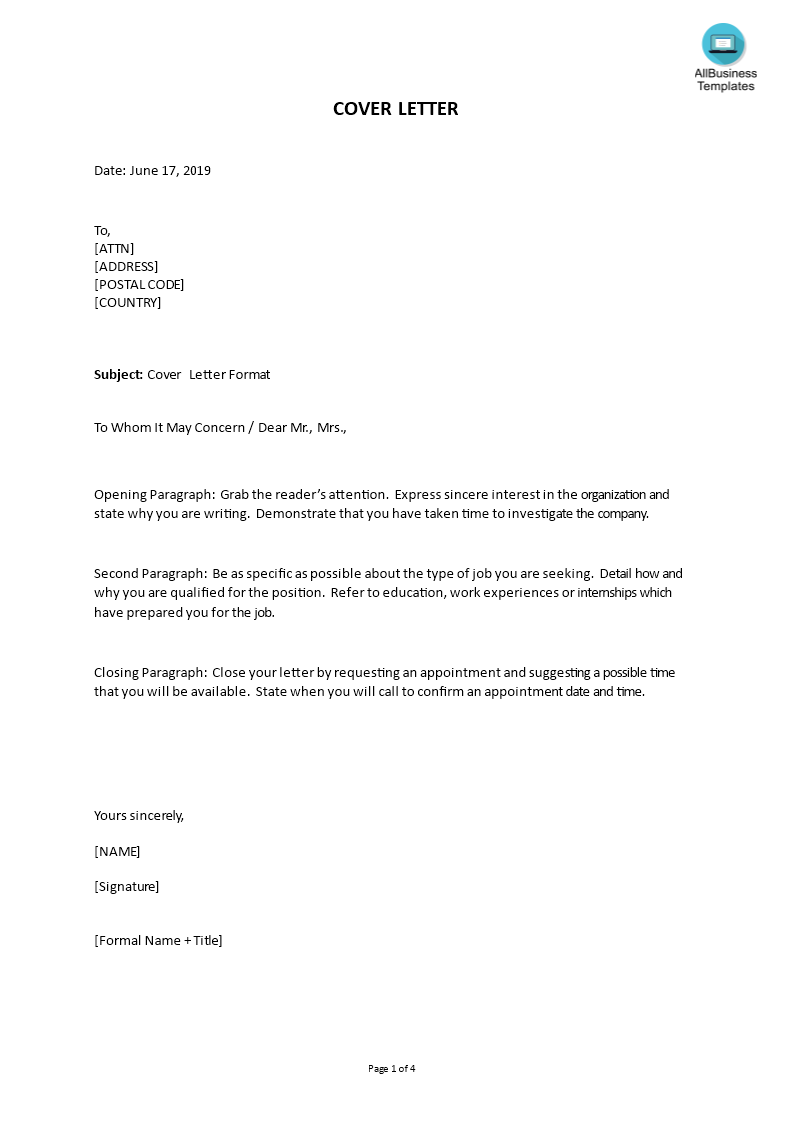 AllBusiness
Templates
COVER LETTER
Date: June 17, 2019
To,
[ATTN]
[ADDRESS]
[POSTAL CODE]
[COUNTRY]
Subject: Cover  Letter Format
To Whom It May Concern / Dear Mr., Mrs.,
Opening Paragraph:  Grab the reader’s attention.  Express sincere interest in the organization and
state why you are writing.  Demonstrate that you have taken time to investigate the company.
Second Paragraph:  Be as specific as possible about the type of job you are seeking.  Detail how and
why you are qualified for the position.  Refer to education, work experiences or internships which
have prepared you for the job.
Closing Paragraph:  Close your letter by requesting an appointment and suggesting a possible time
that you will be available.  State when you will call to confirm an appointment date and time.
Yours sincerely,
[NAME]
[Signature]
[Formal Name + Title]
Page 1 of 4